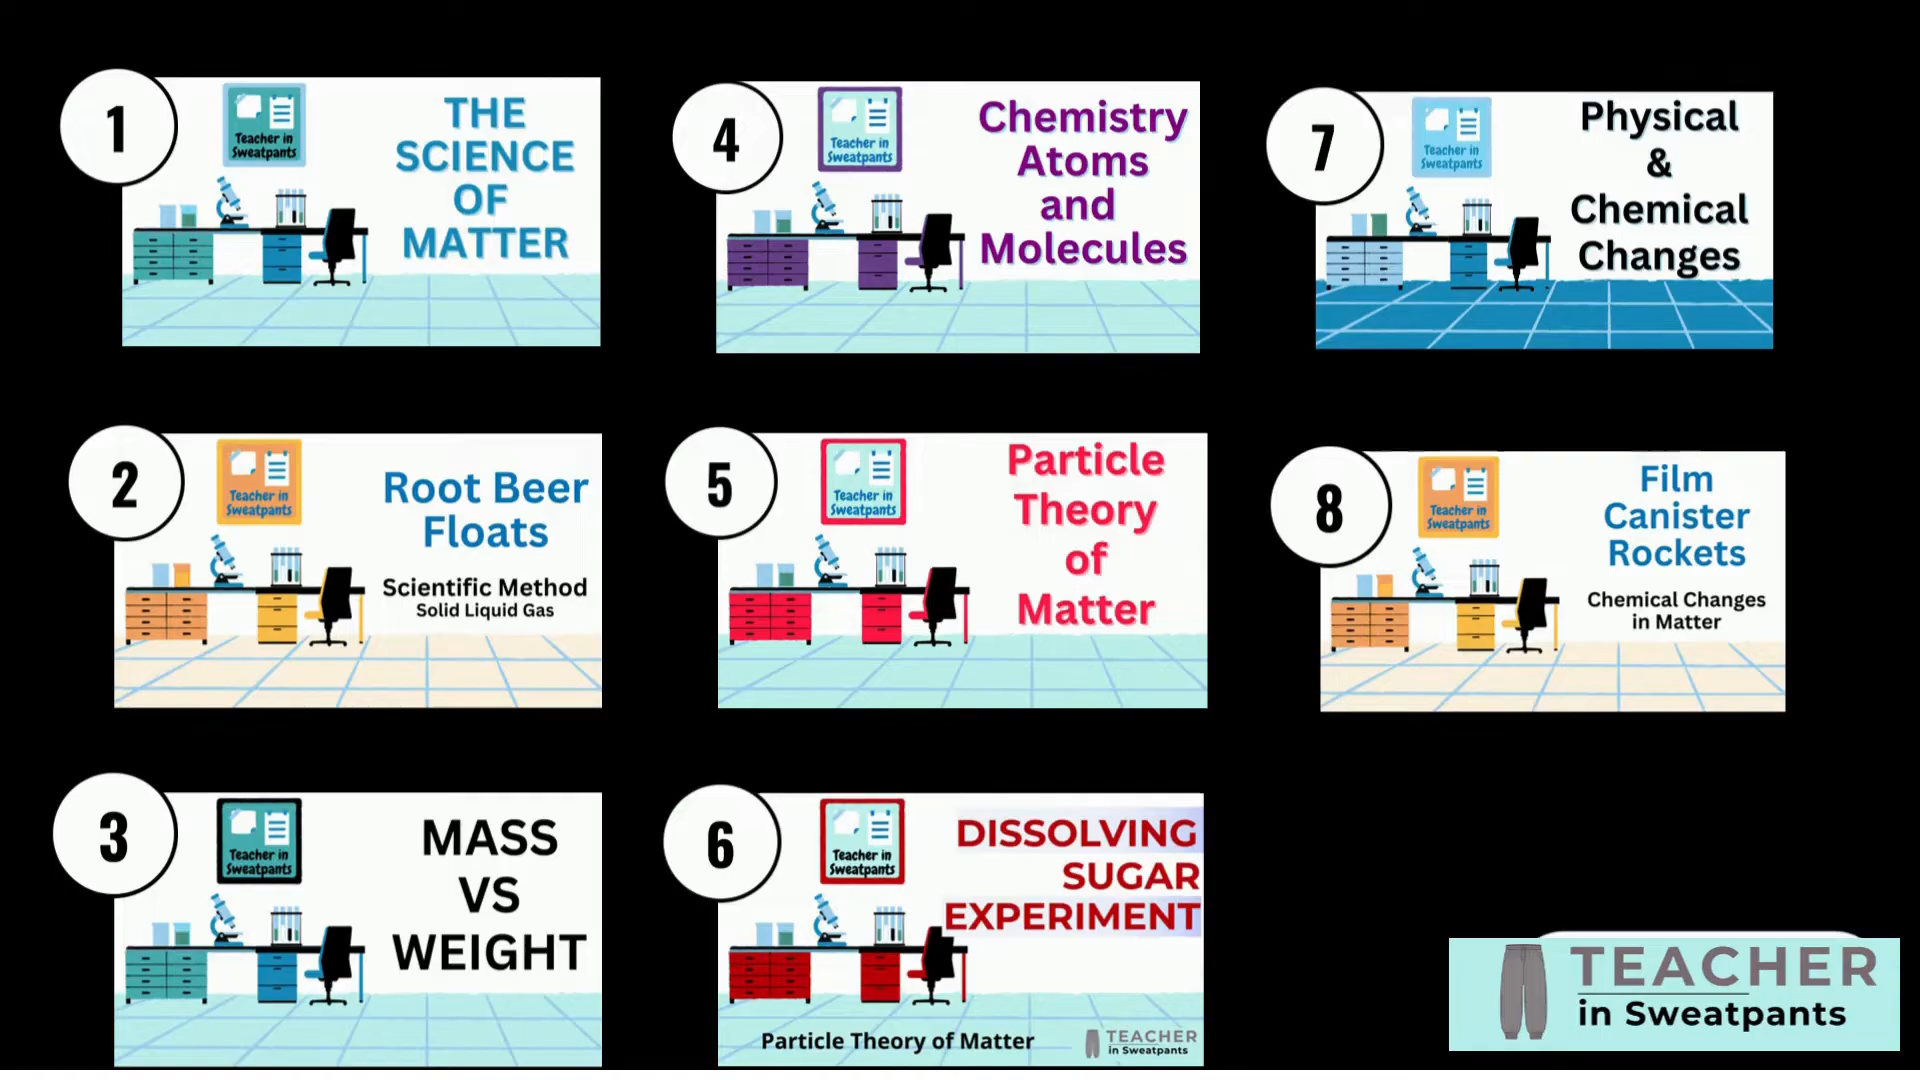 1
Teacher in
Sweatpants
THE
SCIENCE
OF
MATTER
2
Teacher in
Sweatpants
Root Beer
Floats
Scientific Method
Solid Liquid Gas
3
Teacher in
Sweatpants
MASS
VS
WEIGHT
4
Teacher in
Sweatpants
Chemistry
Atoms
and
Molecules
5
Teacher in
Sweatpants
Particle
Theory
of
Matter
6
Teacher in
Sweatpants
DISSOLVING
SUGAR
EXPERIMENT
Particle Theory of Matter
TEACHER
in Sweatpants
7
Teacher in
Sweatpants
Physical
&
Chemical
Changes
8
Teacher in
Sweatpants
Film
Canister
Rockets
Chemical Changes
in Matter
TEACHER
in Sweatpants